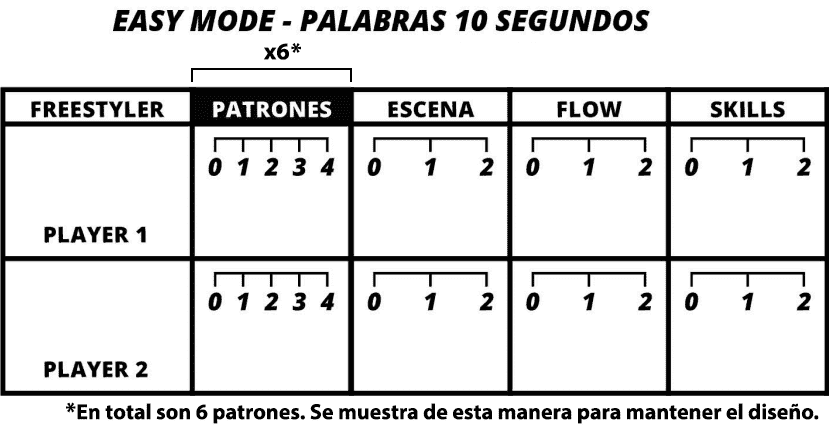 EASY MODE - PALABRAS 10 SEGUNDOS
x6*
FREESTYLER PATRONES ESCENA FLOW SKILLS
0 1 2 3 4 0 1 2 0 1 2 0 1 2
PLAYER 1
0 1 2 3 4 0 1 2 0 1 2 0 1 2
PLAYER 2
*En total son 6 patrones. Se muestra de esta manera para mantener el diseño.